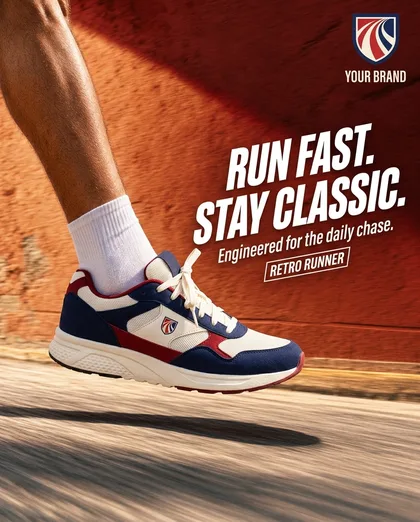 YOUR BRAND
RUN FAST.
STAY CLASSIC.
Engineered for the daily chase.
RETRO RUNNER